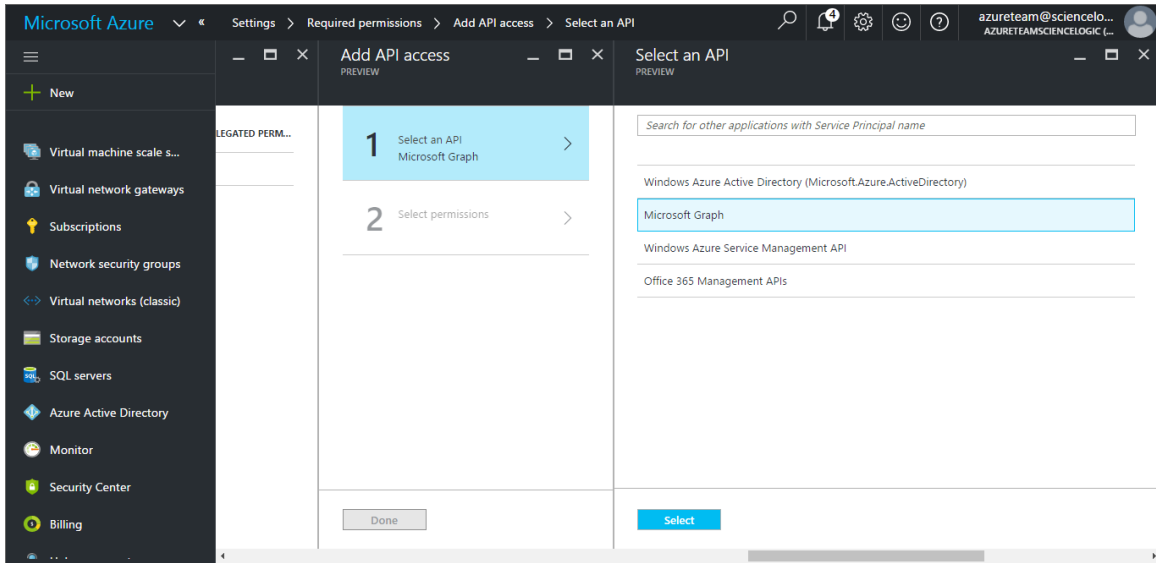 Microsoft Azure
Settings > Required permissions > Add API access > Select an API
4
azureteam@sciencelo...
AZURETEAMSCIENCELOGIC (...
New
Virtual machine scale s...
Virtual network gateways
Subscriptions
Network security groups
Virtual networks (classic)
Storage accounts
SQL
SQL servers
Azure Active Directory
Monitor
Security Center
Billing
LEGATED PERM...
Add API access
PREVIEW
1
Select an API
Microsoft Graph
2
Select permissions
Done
Select an API
PREVIEW
Search for other applications with Service Principal name
Windows Azure Active Directory (Microsoft.Azure.ActiveDirectory)
Microsoft Graph
Windows Azure Service Management API
Office 365 Management APIs
Select